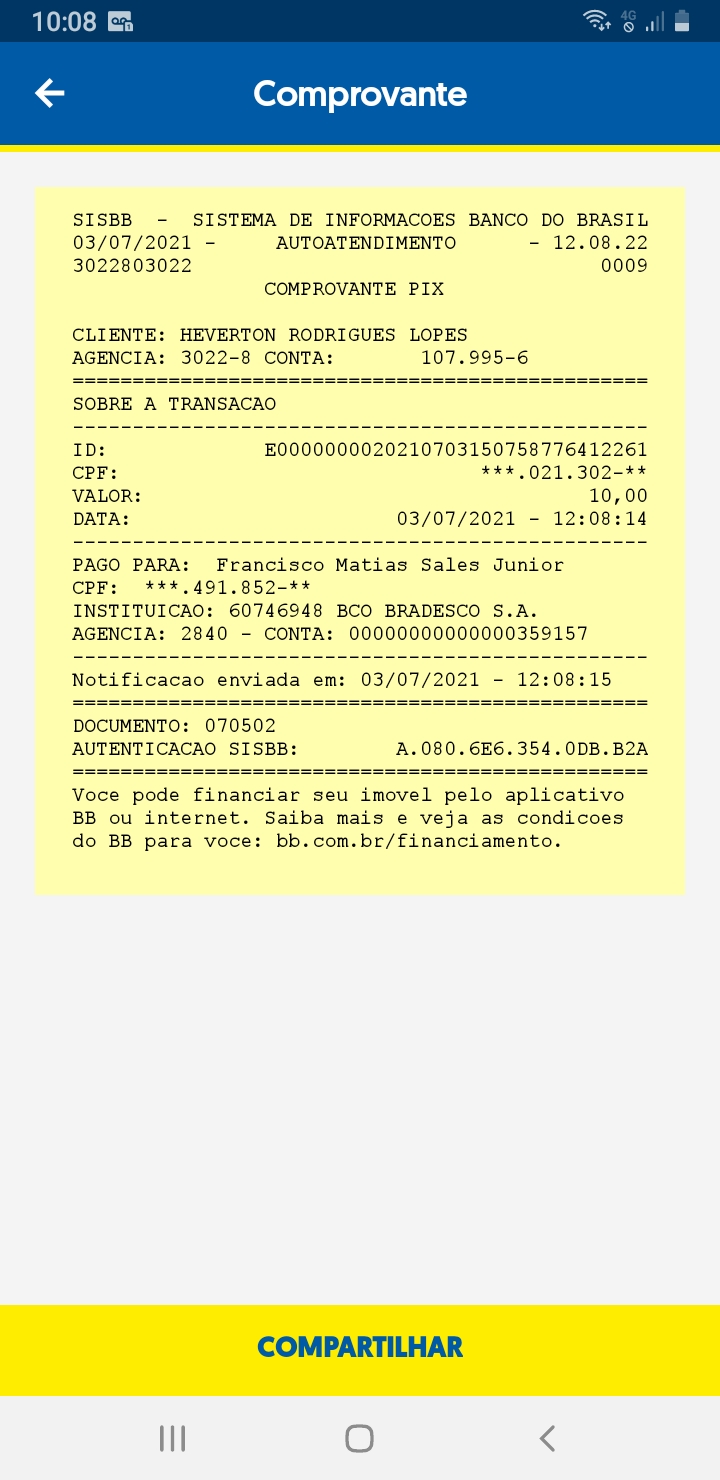 10:08
4G
Comprovante
SISBB - SISTEMA DE INFORMACOES BANCO DO BRASIL
03/07/2021 - AUTOATENDIMENTO - 12.08.22
3022803022 0009
COMPROVANTE PIX
CLIENTE: HEVERTON RODRIGUES LOPES
AGENCIA: 3022-8 CONTA: 107.995-6
================================================
SOBRE A TRANSACAO
------------------------------------------------
ID: E0000000020210703150758776412261
CPF: ***.021.302-**
VALOR: 10,00
DATA: 03/07/2021 - 12:08:14
------------------------------------------------
PAGO PARA: Francisco Matias Sales Junior
CPF: ***.491.852-**
INSTITUICAO: 60746948 BCO BRADESCO S.A.
AGENCIA: 2840 - CONTA: 00000000000000359157
------------------------------------------------
Notificacao enviada em: 03/07/2021 - 12:08:15
================================================
DOCUMENTO: 070502
AUTENTICACAO SISBB: A.080.6E6.354.0DB.B2A
================================================
Voce pode financiar seu imovel pelo aplicativo
BB ou internet. Saiba mais e veja as condicoes
do BB para voce: bb.com.br/financiamento.
COMPARTILHAR